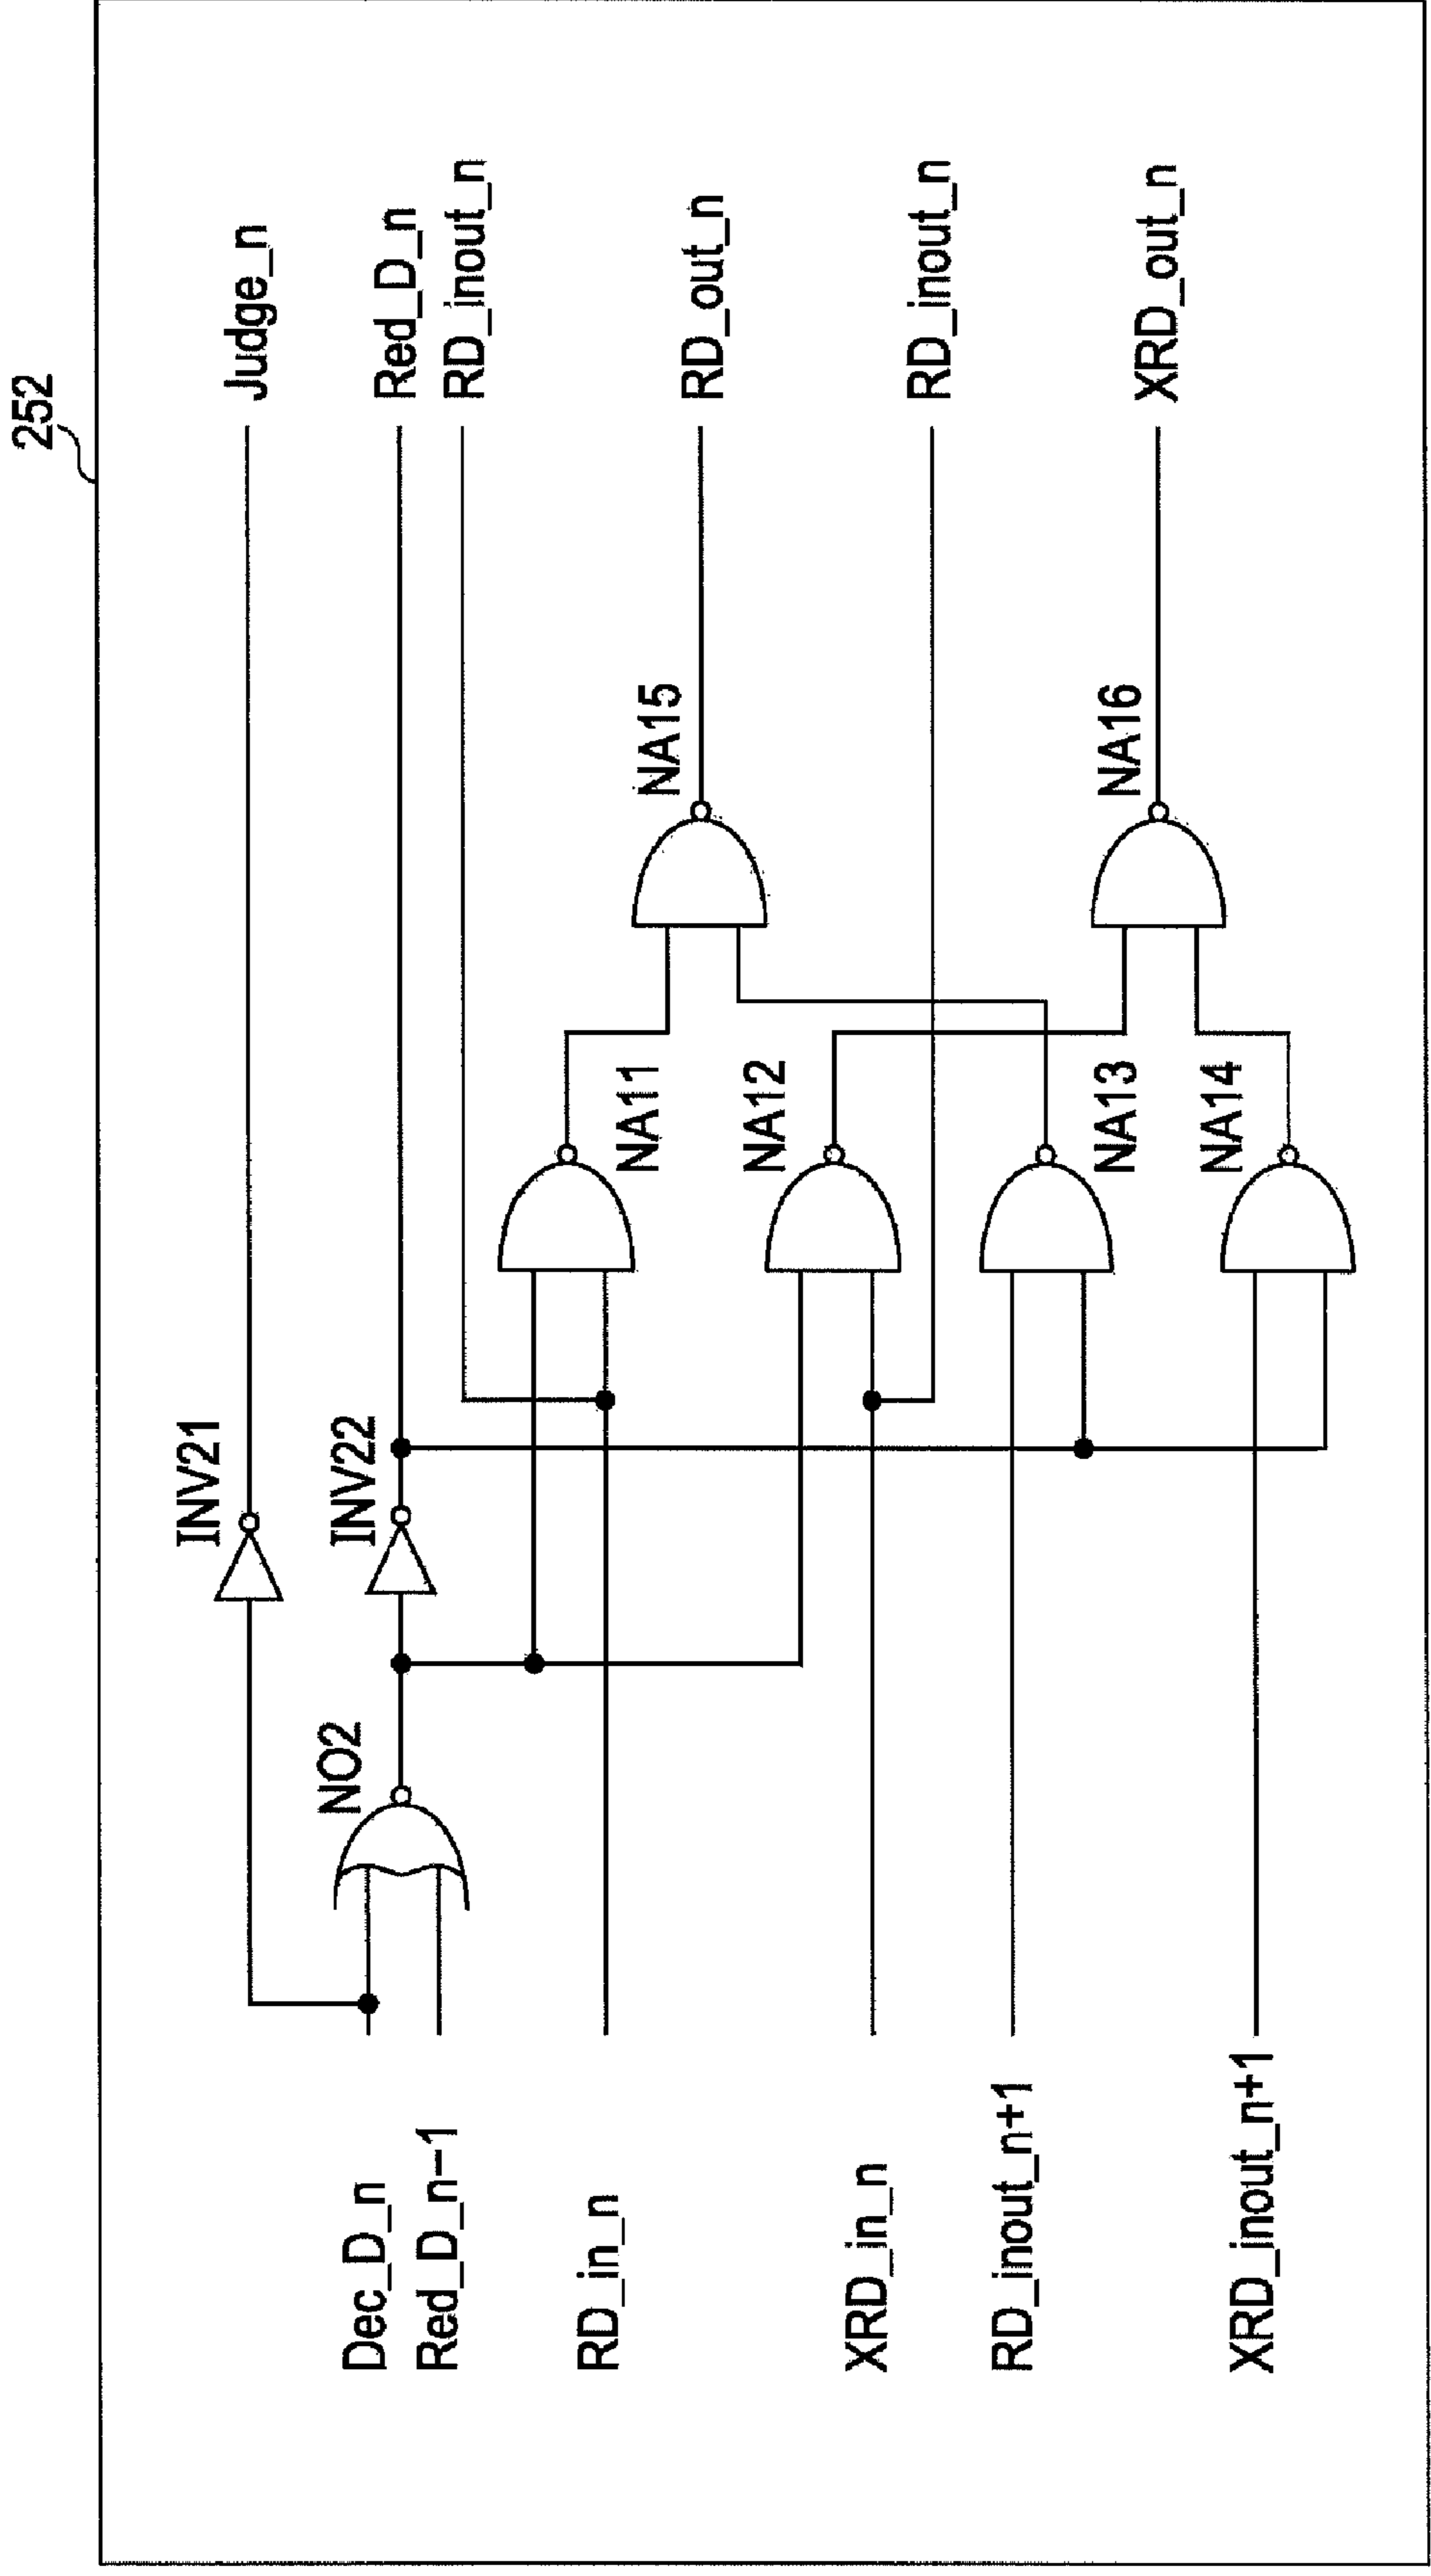 252
Judge_n
Red_D_n
RD_inout_n
RD_out_n
RD_inout_n
XRD_out_n
NA15
NA16
INV21
INV22
NA11
NA12
NA13
NA14
NO2
Dec_D_n
Red_D_n−1
RD_in_n
XRD_in_n
RD_inout_n+1
XRD_inout_n+1